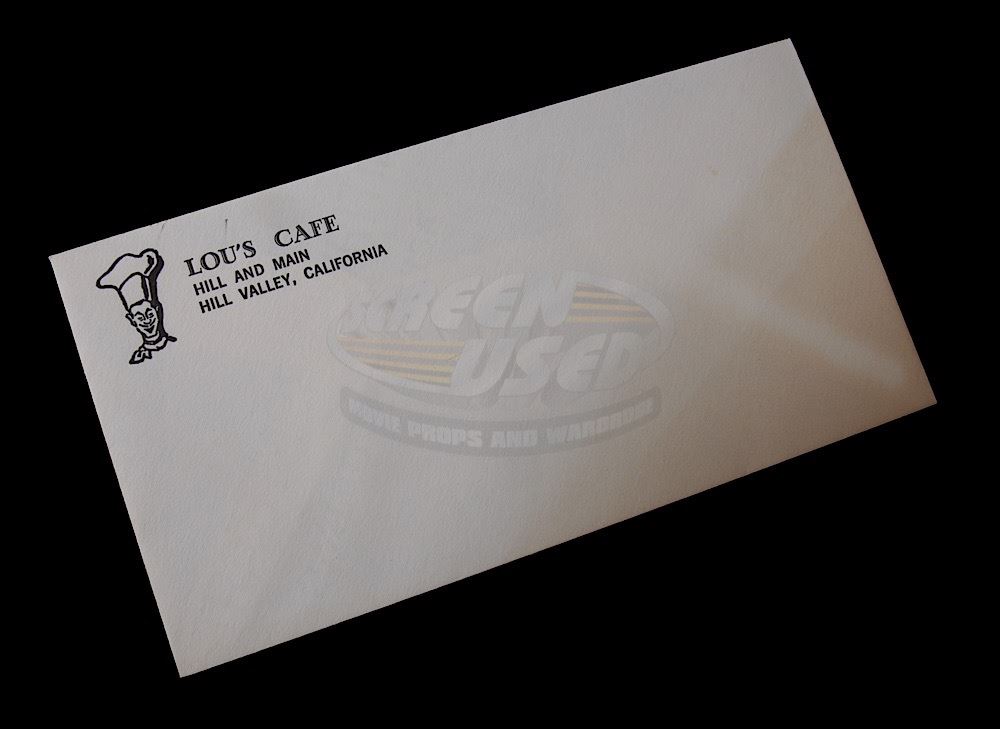 LOU'S CAFE
HILL AND MAIN
HILL VALLEY, CALIFORNIA
SCREEN
USED
MOVIE PROPS AND WARDROBE